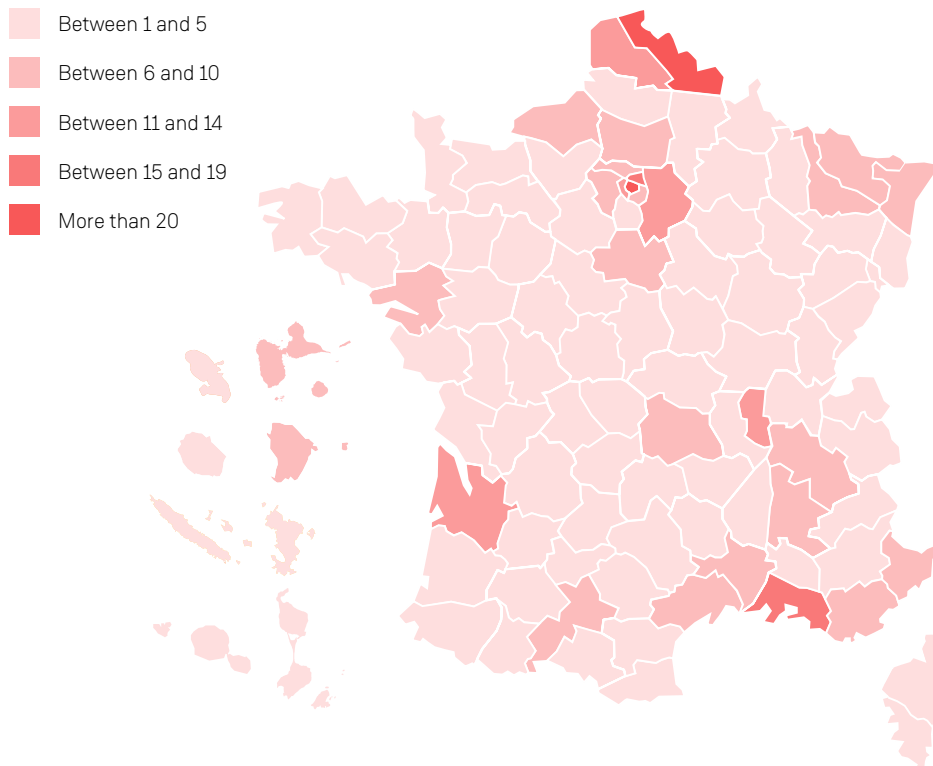 Between 1 and 5
Between 6 and 10
Between 11 and 14
Between 15 and 19
More than 20